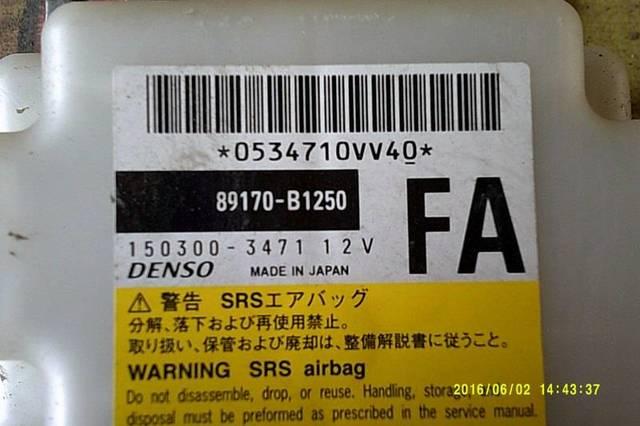 *0534710VV40*
89170-B1250
FA
150300-3471 12V
DENSO MADE IN JAPAN
⚠ 警告 SRSエアバッグ
分解、落下および再使用禁止。
取り扱い、保管および廃却は、整備解説書に従うこと。
WARNING SRS airbag
Do not disassemble, drop, or reuse. Handling, storage,
disposal must be preformed as prescribed in the service manual.
2016/06/02 14:43:37